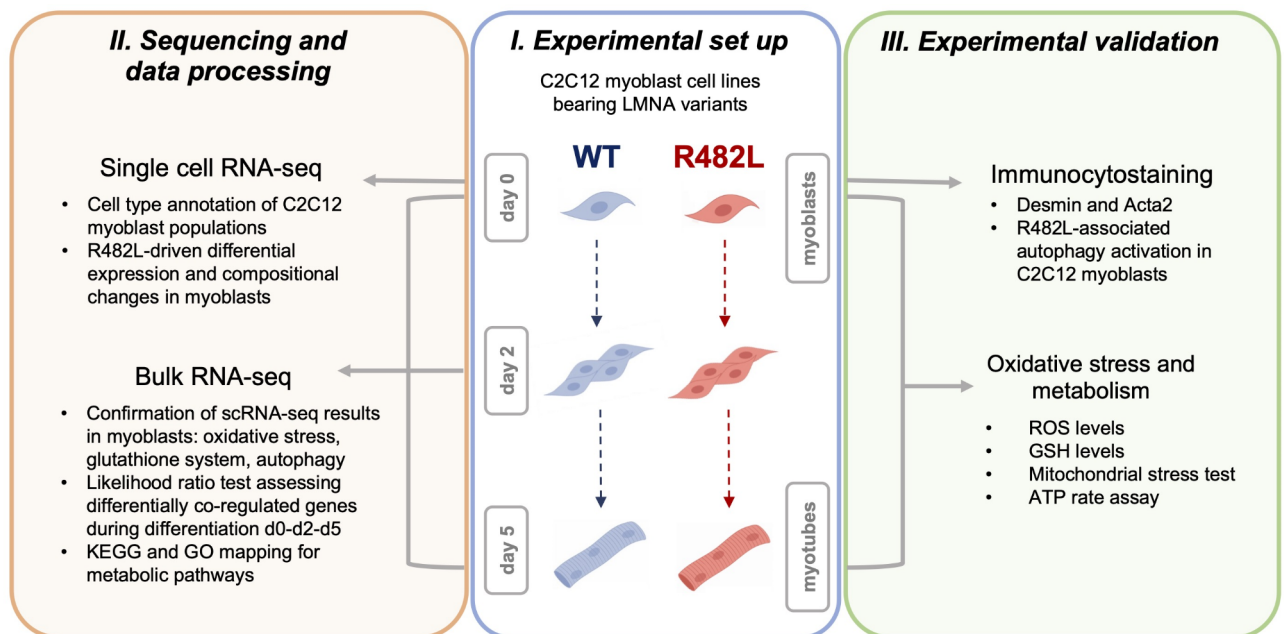 II. Sequencing and
data processing
Single cell RNA-seq
• Cell type annotation of C2C12
myoblast populations
• R482L-driven differential
expression and compositional
changes in myoblasts
Bulk RNA-seq
• Confirmation of scRNA-seq results
in myoblasts: oxidative stress,
glutathione system, autophagy
• Likelihood ratio test assessing
differentially co-regulated genes
during differentiation d0-d2-d5
• KEGG and GO mapping for
metabolic pathways
I. Experimental set up
C2C12 myoblast cell lines
bearing LMNA variants
WT
R482L
day 0
myoblasts
day 2
day 5
myotubes
III. Experimental validation
Immunocytostaining
• Desmin and Acta2
• R482L-associated
autophagy activation in
C2C12 myoblasts
Oxidative stress and
metabolism
• ROS levels
• GSH levels
• Mitochondrial stress test
• ATP rate assay